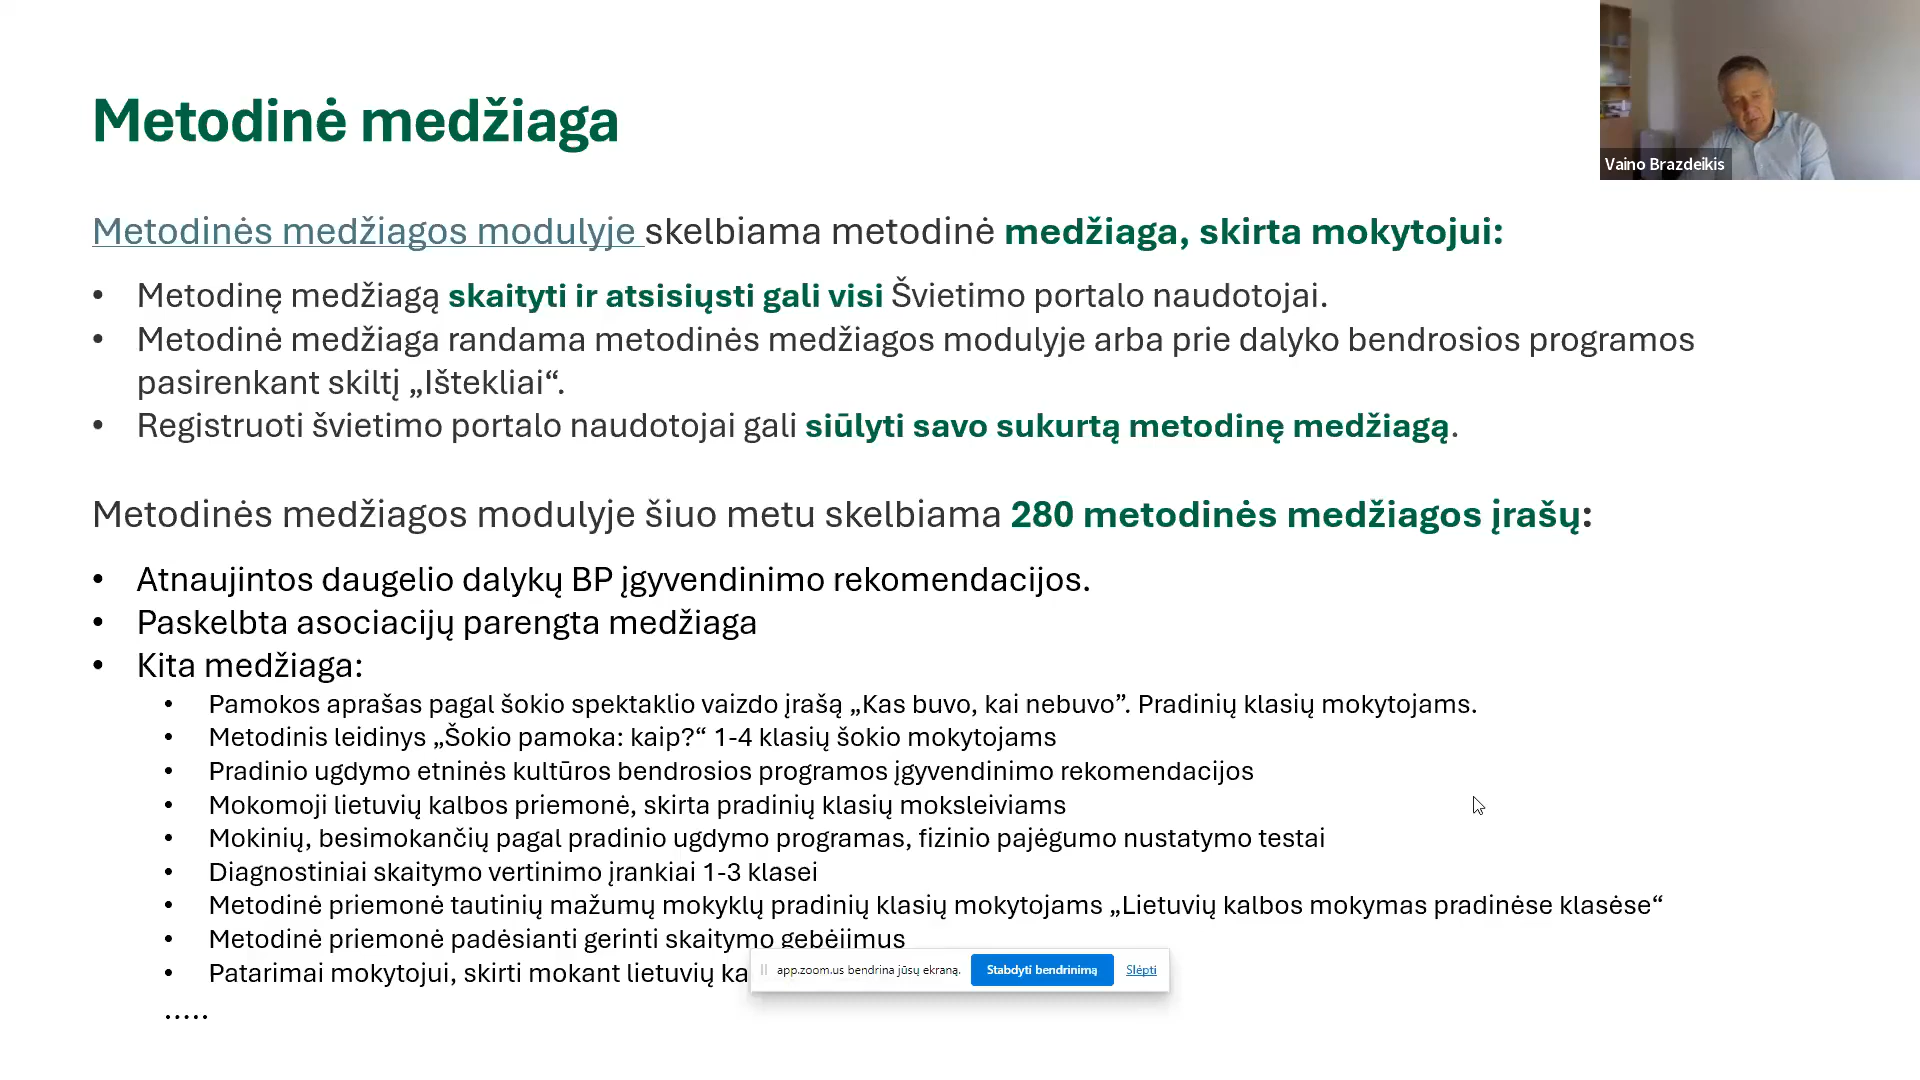 Metodinė medžiaga
Vaino Brazdeikis
Metodinės medžiagos modulyje skelbiama metodinė medžiaga, skirta mokytojui:
• Metodinę medžiagą skaityti ir atsisiųsti gali visi Švietimo portalo naudotojai.
• Metodinė medžiaga randama metodinės medžiagos modulyje arba prie dalyko bendrosios programos
pasirenkant skiltį „Ištekliai“.
• Registruoti švietimo portalo naudotojai gali siūlyti savo sukurtą metodinę medžiagą.
Metodinės medžiagos modulyje šiuo metu skelbiama 280 metodinės medžiagos įrašų:
• Atnaujintos daugelio dalykų BP įgyvendinimo rekomendacijos.
• Paskelbta asociacijų parengta medžiaga
• Kita medžiaga:
• Pamokos aprašas pagal šokio spektaklio vaizdo įrašą „Kas buvo, kai nebuvo”. Pradinių klasių mokytojams.
• Metodinis leidinys „Šokio pamoka: kaip?“ 1-4 klasių šokio mokytojams
• Pradinio ugdymo etninės kultūros bendrosios programos įgyvendinimo rekomendacijos
• Mokomoji lietuvių kalbos priemonė, skirta pradinių klasių moksleiviams
• Mokinių, besimokančių pagal pradinio ugdymo programas, fizinio pajėgumo nustatymo testai
• Diagnostiniai skaitymo vertinimo įrankiai 1-3 klasei
• Metodinė priemonė tautinių mažumų mokyklų pradinių klasių mokytojams „Lietuvių kalbos mokymas pradinėse klasėse“
• Metodinė priemonė padėsianti gerinti skaitymo gebėjimus
• Patarimai mokytojui, skirti mokant lietuvių ka
app.zoom.us bendrina jūsų ekraną. Stabdyti bendrinimą Slėpti
.....